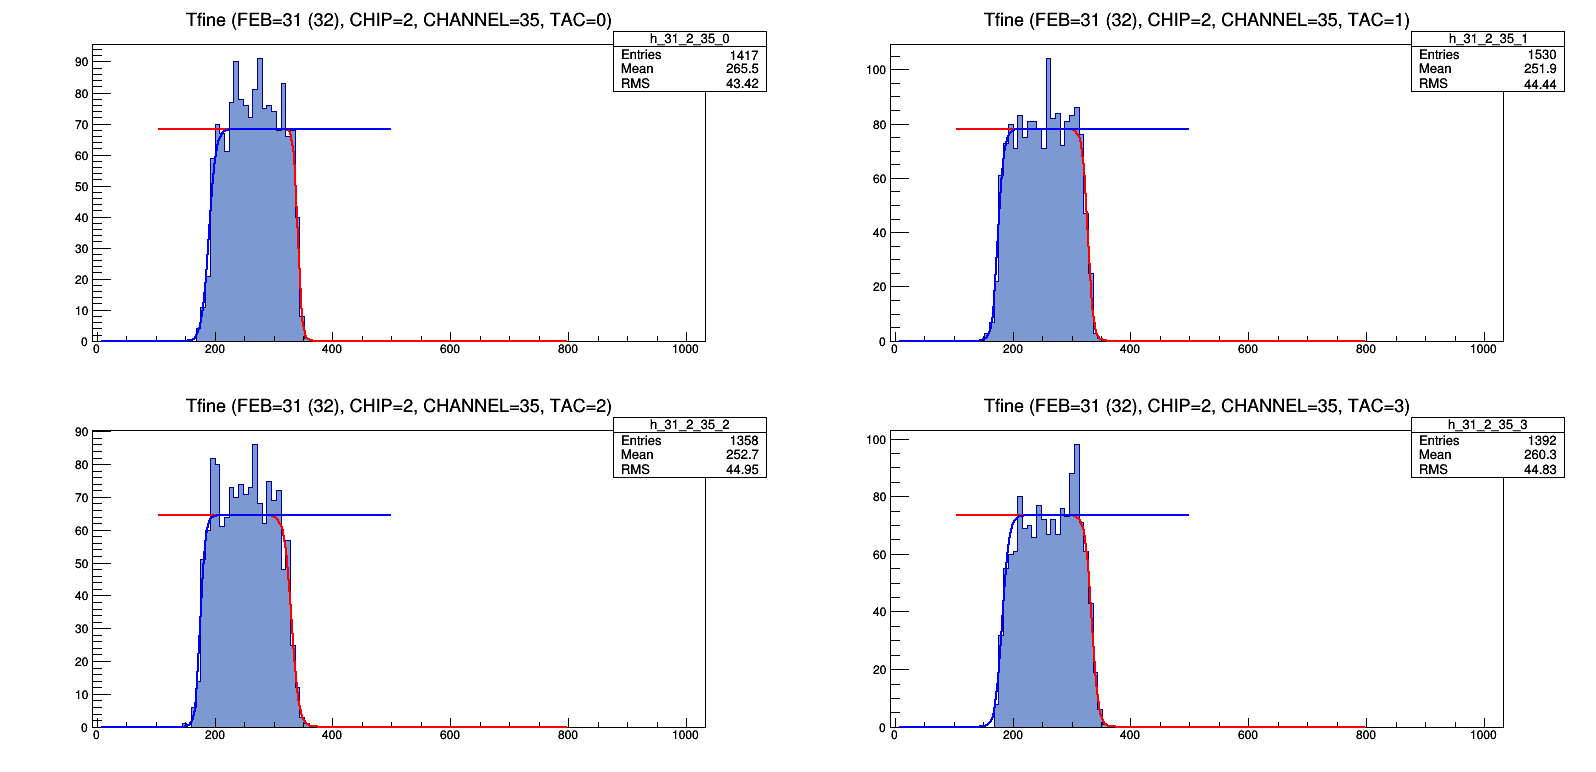 Tfine (FEB=31 (32), CHIP=2, CHANNEL=35, TAC=0)
h_31_2_35_0
Entries 1417
Mean 265.5
RMS 43.42
90
80
70
60
50
40
30
20
10
0
0 200 400 600 800 1000
Tfine (FEB=31 (32), CHIP=2, CHANNEL=35, TAC=1)
h_31_2_35_1
Entries 1530
Mean 251.9
RMS 44.44
100
80
60
40
20
0
0 200 400 600 800 1000
Tfine (FEB=31 (32), CHIP=2, CHANNEL=35, TAC=2)
h_31_2_35_2
Entries 1358
Mean 252.7
RMS 44.95
90
80
70
60
50
40
30
20
10
0
0 200 400 600 800 1000
Tfine (FEB=31 (32), CHIP=2, CHANNEL=35, TAC=3)
h_31_2_35_3
Entries 1392
Mean 260.3
RMS 44.83
100
80
60
40
20
0
0 200 400 600 800 1000